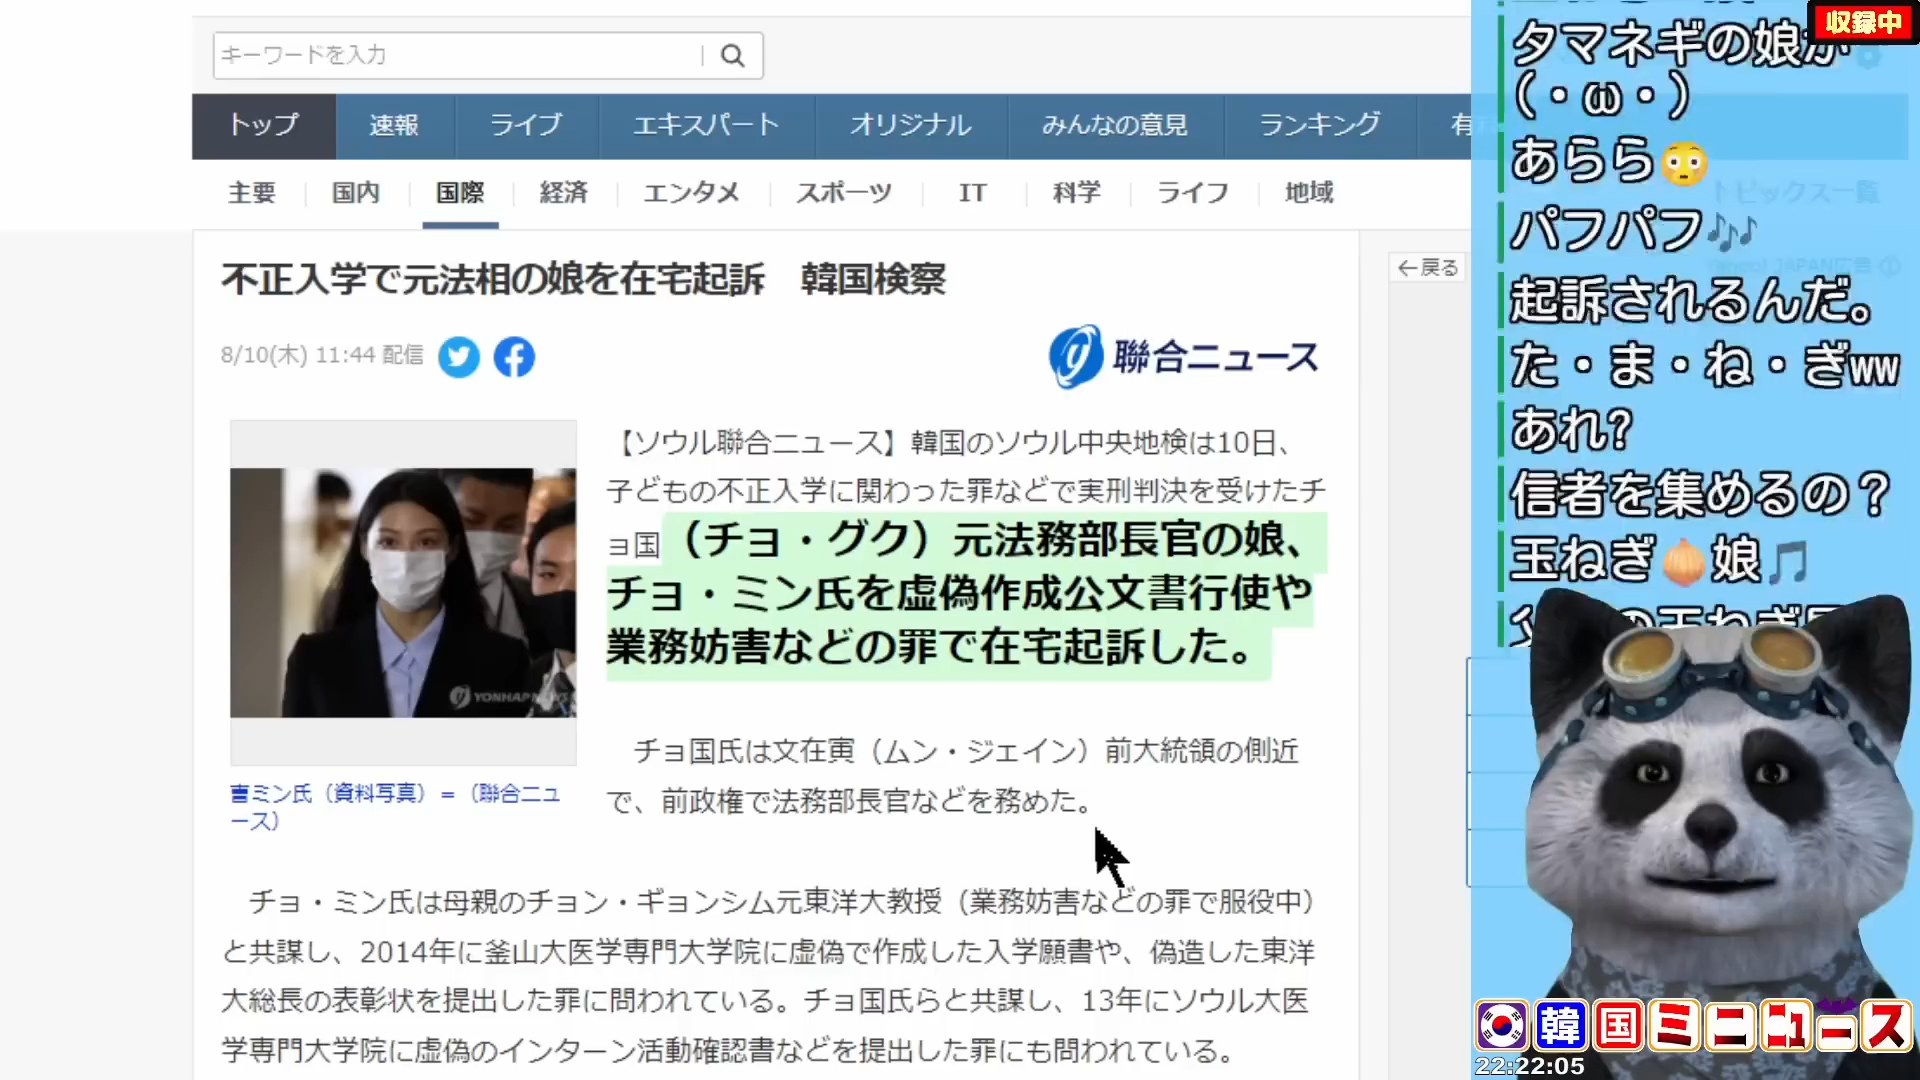 キーワードを入力
トップ 速報 ライブ エキスパート オリジナル みんなの意見 ランキング 有
主要 国内 国際 経済 エンタメ スポーツ IT 科学 ライフ 地域
不正入学で元法相の娘を在宅起訴 韓国検察
8/10(木) 11:44 配信
聯合ニュース
←戻る
YONHAPNEWS
曺ミン氏（資料写真）＝（聯合ニュ
ース）
【ソウル聯合ニュース】韓国のソウル中央地検は10日、
子どもの不正入学に関わった罪などで実刑判決を受けたチ
ョ国（チョ・グク）元法務部長官の娘、
チョ・ミン氏を虚偽作成公文書行使や
業務妨害などの罪で在宅起訴した。
チョ国氏は文在寅（ムン・ジェイン）前大統領の側近
で、前政権で法務部長官などを務めた。
チョ・ミン氏は母親のチョン・ギョンシム元東洋大教授（業務妨害などの罪で服役中）
と共謀し、2014年に釜山大医学専門大学院に虚偽で作成した入学願書や、偽造した東洋
大総長の表彰状を提出した罪に問われている。チョ国氏らと共謀し、13年にソウル大医
学専門大学院に虚偽のインターン活動確認書などを提出した罪にも問われている。
収録中
タマネギの娘が
(・ω・)
あらら😳
トピックス一覧
パフパフ🎶
起訴されるんだ。
た・ま・ね・ぎww
あれ?
信者を集めるの？
玉ねぎ🧅娘🎵
韓国ミニニュース
22:22:05